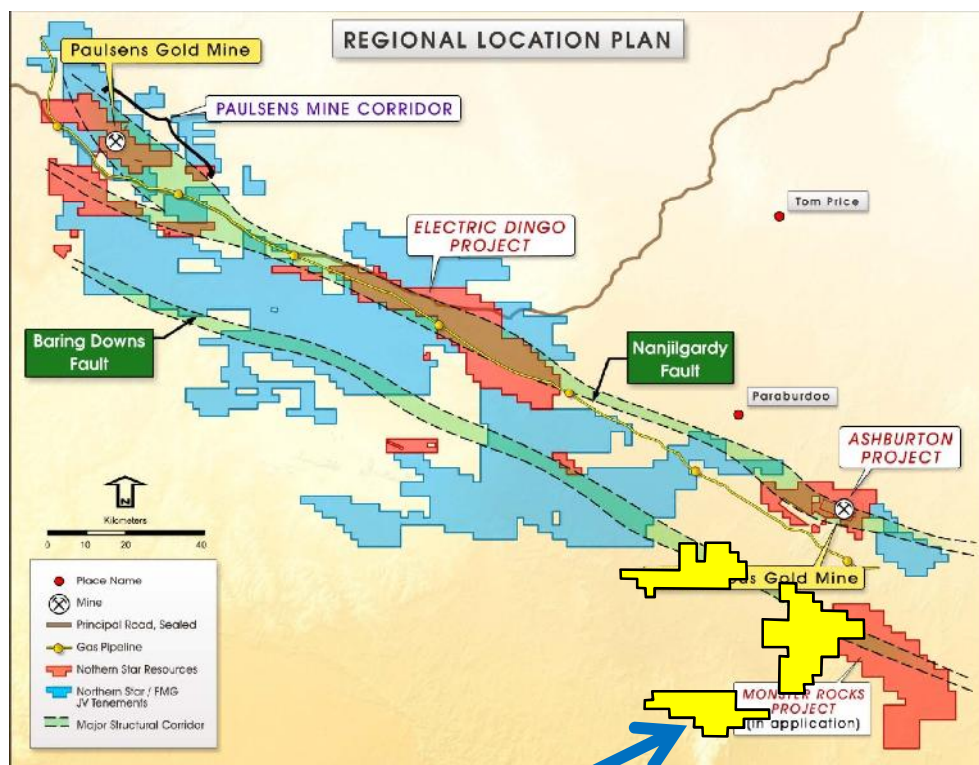 REGIONAL LOCATION PLAN
Paulsens Gold Mine
PAULSENS MINE CORRIDOR
Tom Price
ELECTRIC DINGO
PROJECT
Baring Downs
Fault
Nanjilgardy
Fault
Paraburdoo
ASHBURTON
PROJECT
N
Kilometers
0 10 20 40
Gold Mine
Place Name
Mine
Principal Road, Sealed
Gas Pipeline
Nothern Star Resources
Northern Star / FMG
JV Tenements
Major Structural Corridor
MONSTER ROCKS
PROJECT
(in application)